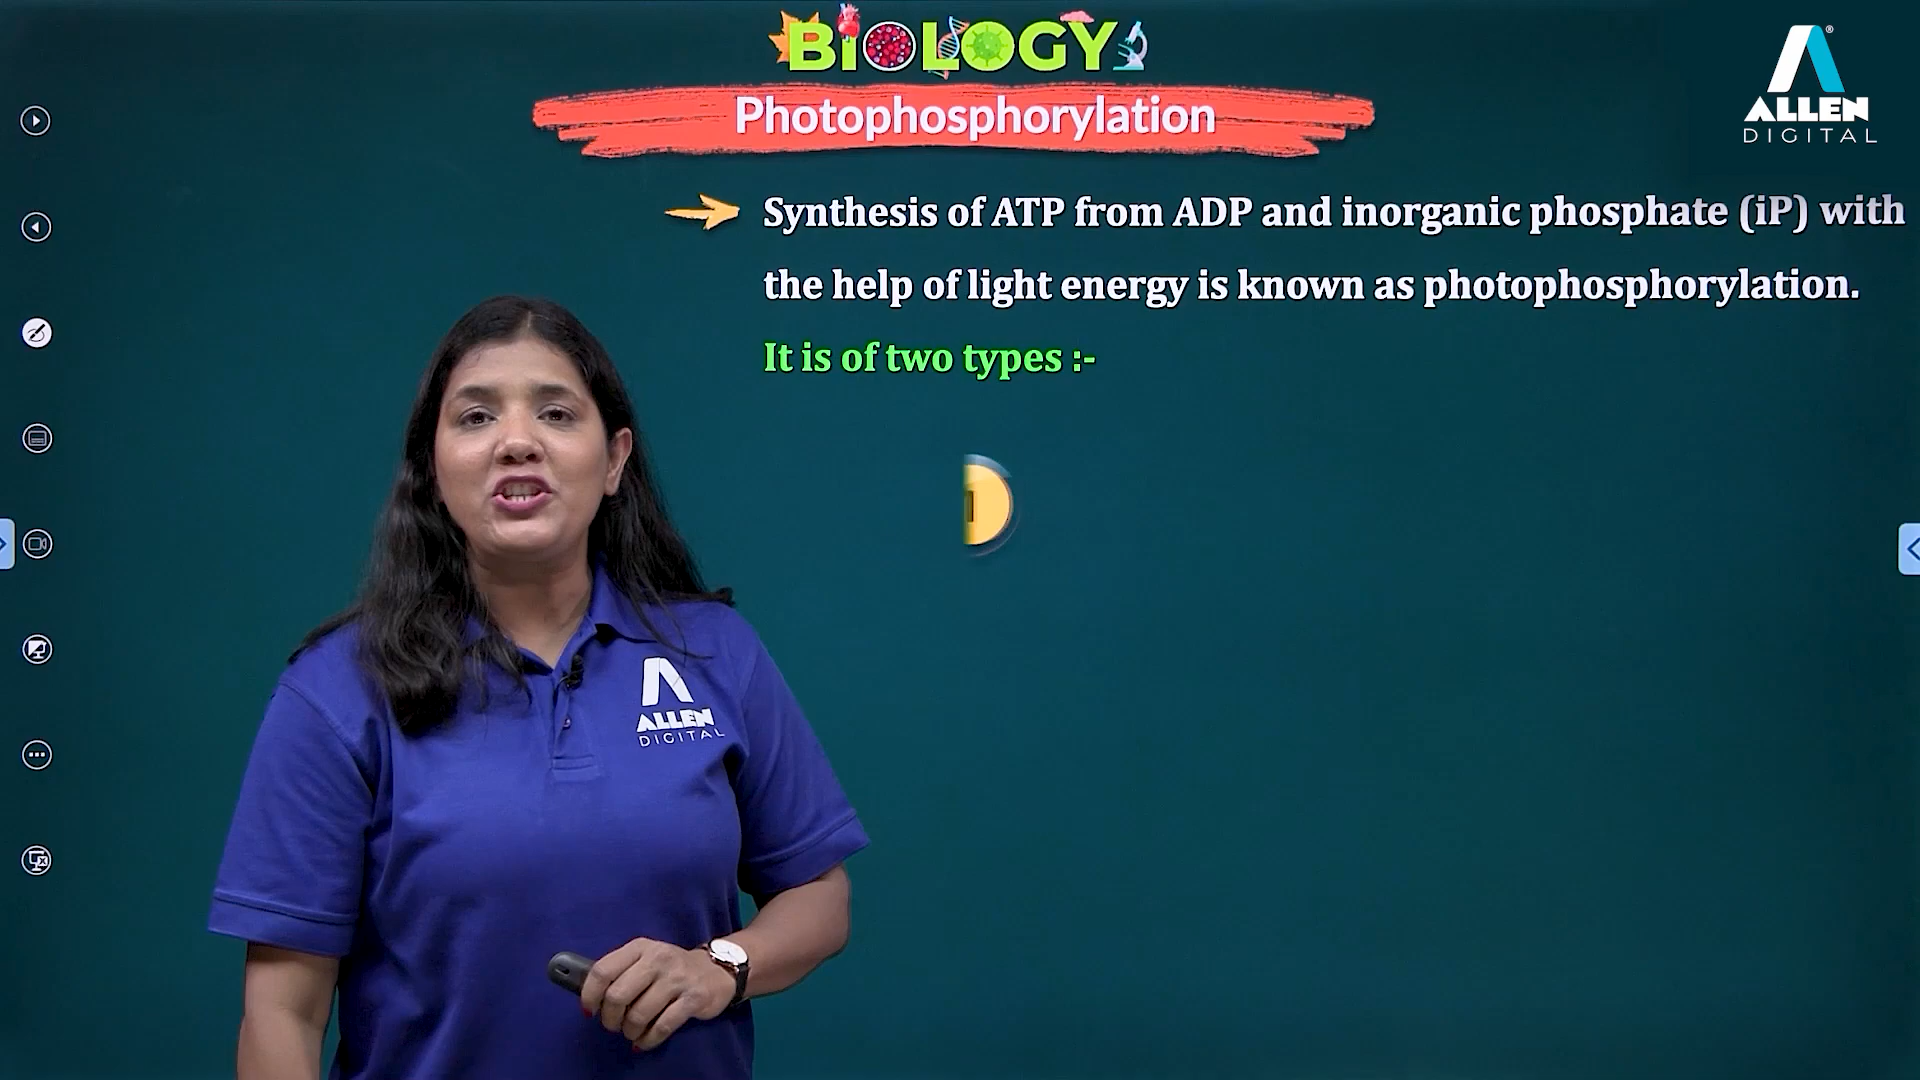 BIOLOGY
Photophosphorylation
ALLEN
DIGITAL
Synthesis of ATP from ADP and inorganic phosphate (iP) with
the help of light energy is known as photophosphorylation.
It is of two types :-
ALLEN
DIGITAL